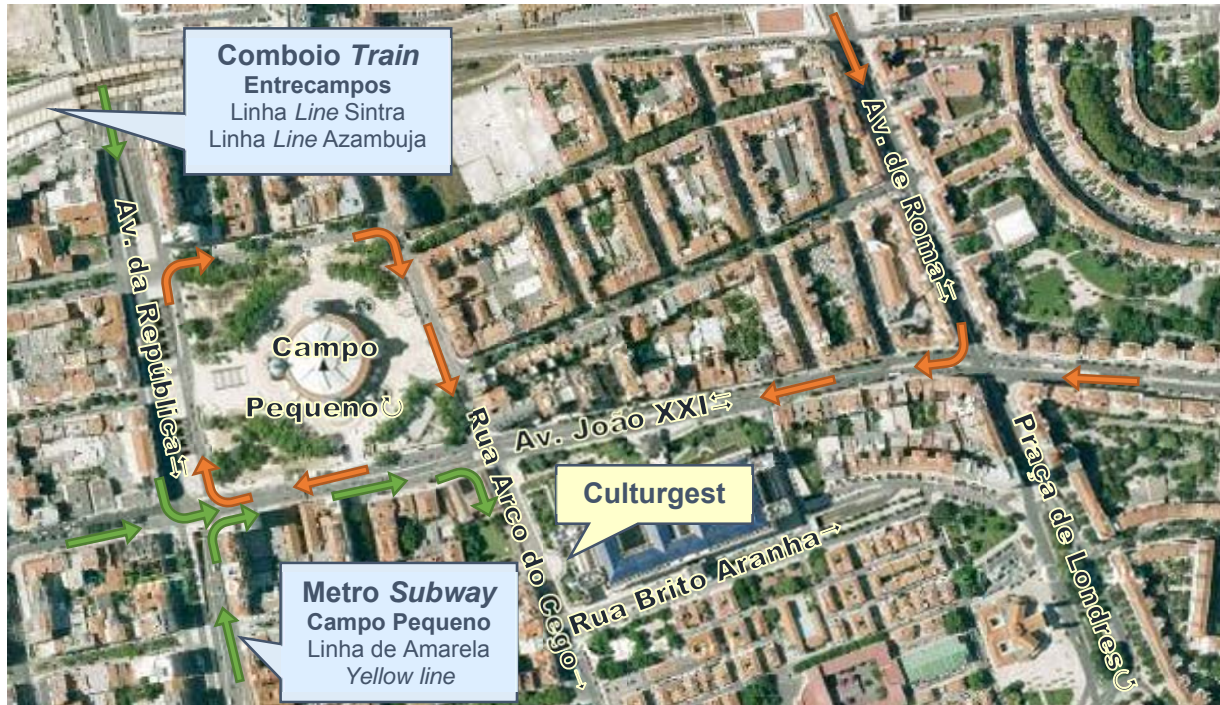 Comboio Train
Entrecampos
Linha Line Sintra
Linha Line Azambuja
Av. de Roma⇆
Av. da República⇆
Campo
Pequeno↻
Av. João XXI⇆
Rua Arco do Cego→
Culturgest
Praça de Londres↺
Rua Brito Aranha→
Metro Subway
Campo Pequeno
Linha de Amarela
Yellow line